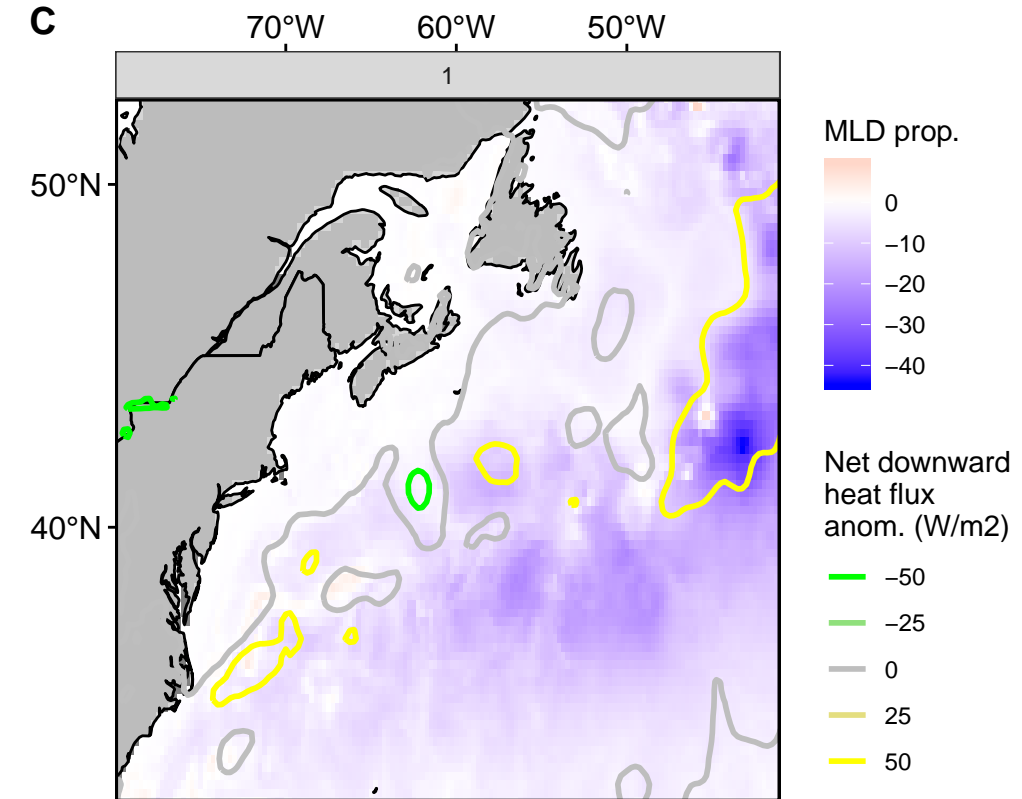 C
70°W 60°W 50°W
1
50°N
40°N
MLD prop.
0
−10
−20
−30
−40
Net downward
heat flux
anom. (W/m2)
−50
−25
0
25
50